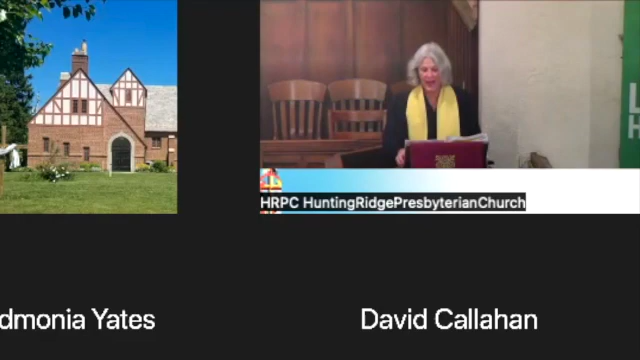 HRPC HuntingRidgePresbyterianChurch
dmonia Yates
David Callahan